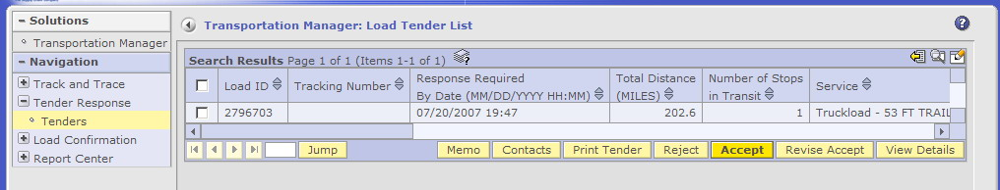 Solutions
Transportation Manager
Navigation
Track and Trace
Tender Response
Tenders
Load Confirmation
Report Center
Transportation Manager: Load Tender List
Search Results Page 1 of 1 (Items 1-1 of 1)
Load ID Tracking Number Response Required By Date (MM/DD/YYYY HH:MM) Total Distance (MILES) Number of Stops in Transit Service
2796703 07/20/2007 19:47 202.6 1 Truckload - 53 FT TRAIL
Jump Memo Contacts Print Tender Reject Accept Revise Accept View Details